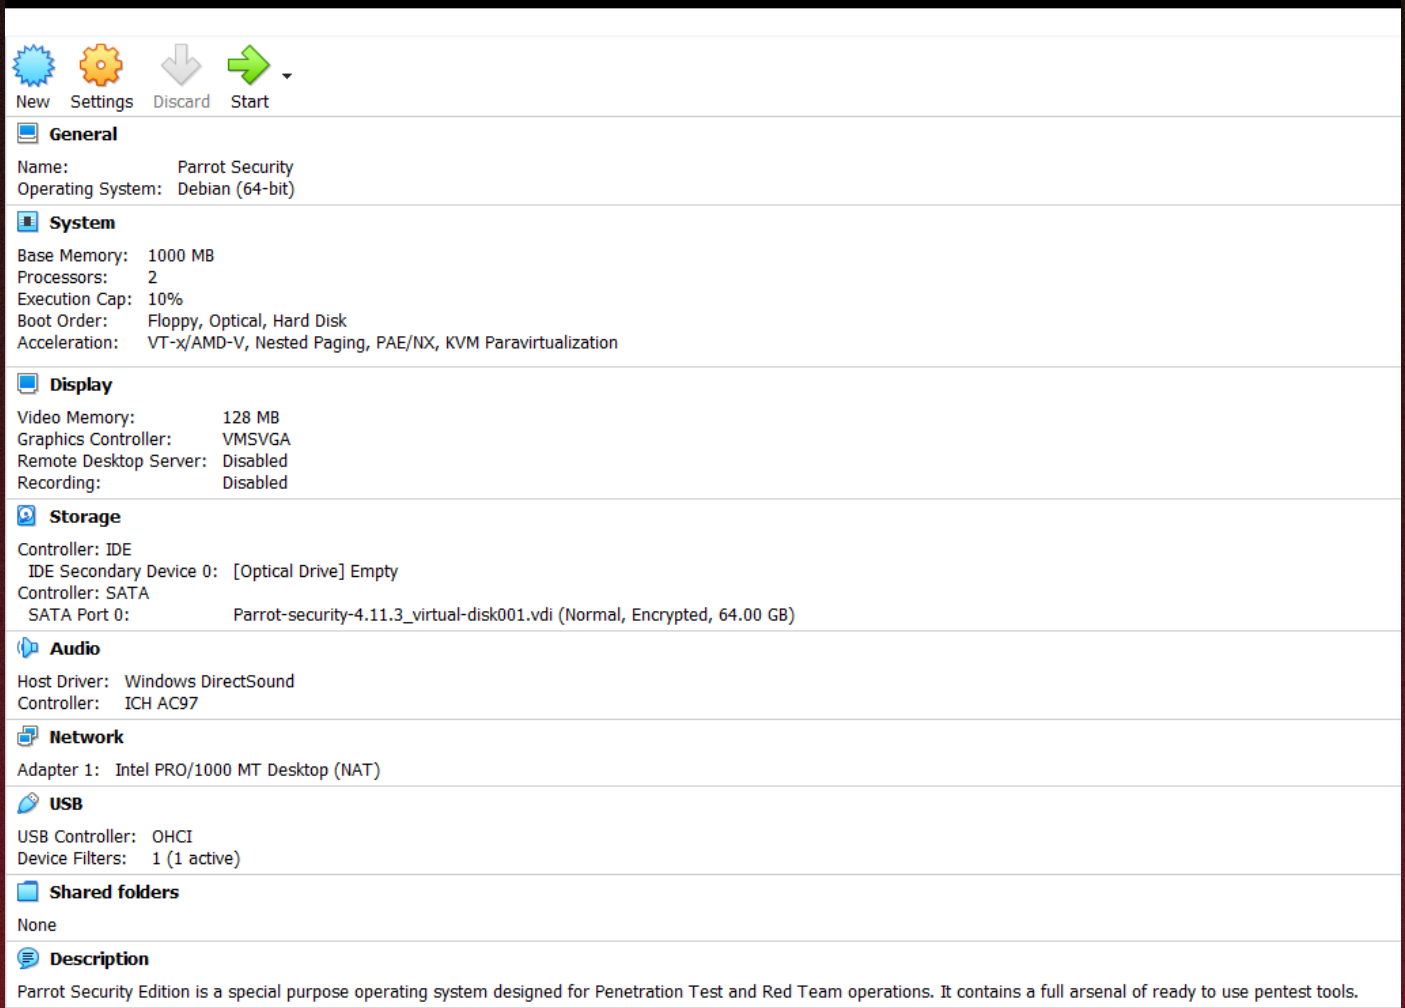 New Settings Discard Start
General
Name: Parrot Security
Operating System: Debian (64-bit)
System
Base Memory: 1000 MB
Processors: 2
Execution Cap: 10%
Boot Order: Floppy, Optical, Hard Disk
Acceleration: VT-x/AMD-V, Nested Paging, PAE/NX, KVM Paravirtualization
Display
Video Memory: 128 MB
Graphics Controller: VMSVGA
Remote Desktop Server: Disabled
Recording: Disabled
Storage
Controller: IDE
IDE Secondary Device 0: [Optical Drive] Empty
Controller: SATA
SATA Port 0: Parrot-security-4.11.3_virtual-disk001.vdi (Normal, Encrypted, 64.00 GB)
Audio
Host Driver: Windows DirectSound
Controller: ICH AC97
Network
Adapter 1: Intel PRO/1000 MT Desktop (NAT)
USB
USB Controller: OHCI
Device Filters: 1 (1 active)
Shared folders
None
Description
Parrot Security Edition is a special purpose operating system designed for Penetration Test and Red Team operations. It contains a full arsenal of ready to use pentest tools.